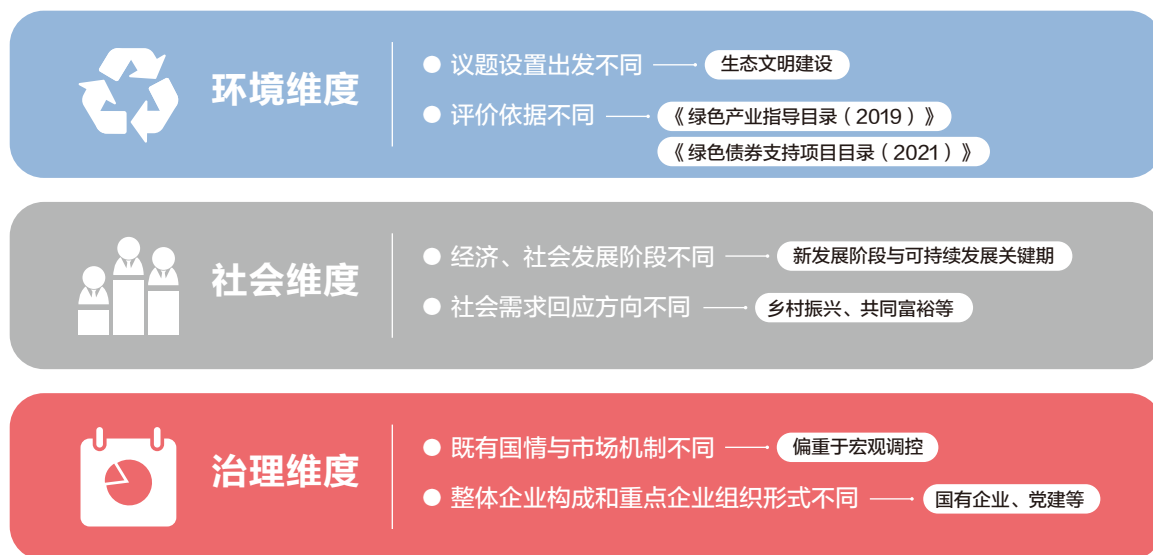 环境维度
议题设置出发不同
生态文明建设
评价依据不同
《绿色产业指导目录（2019）》
《绿色债券支持项目目录（2021）》
社会维度
经济、社会发展阶段不同
新发展阶段与可持续发展关键期
社会需求回应方向不同
乡村振兴、共同富裕等
治理维度
既有国情与市场机制不同
偏重于宏观调控
整体企业构成和重点企业组织形式不同
国有企业、党建等